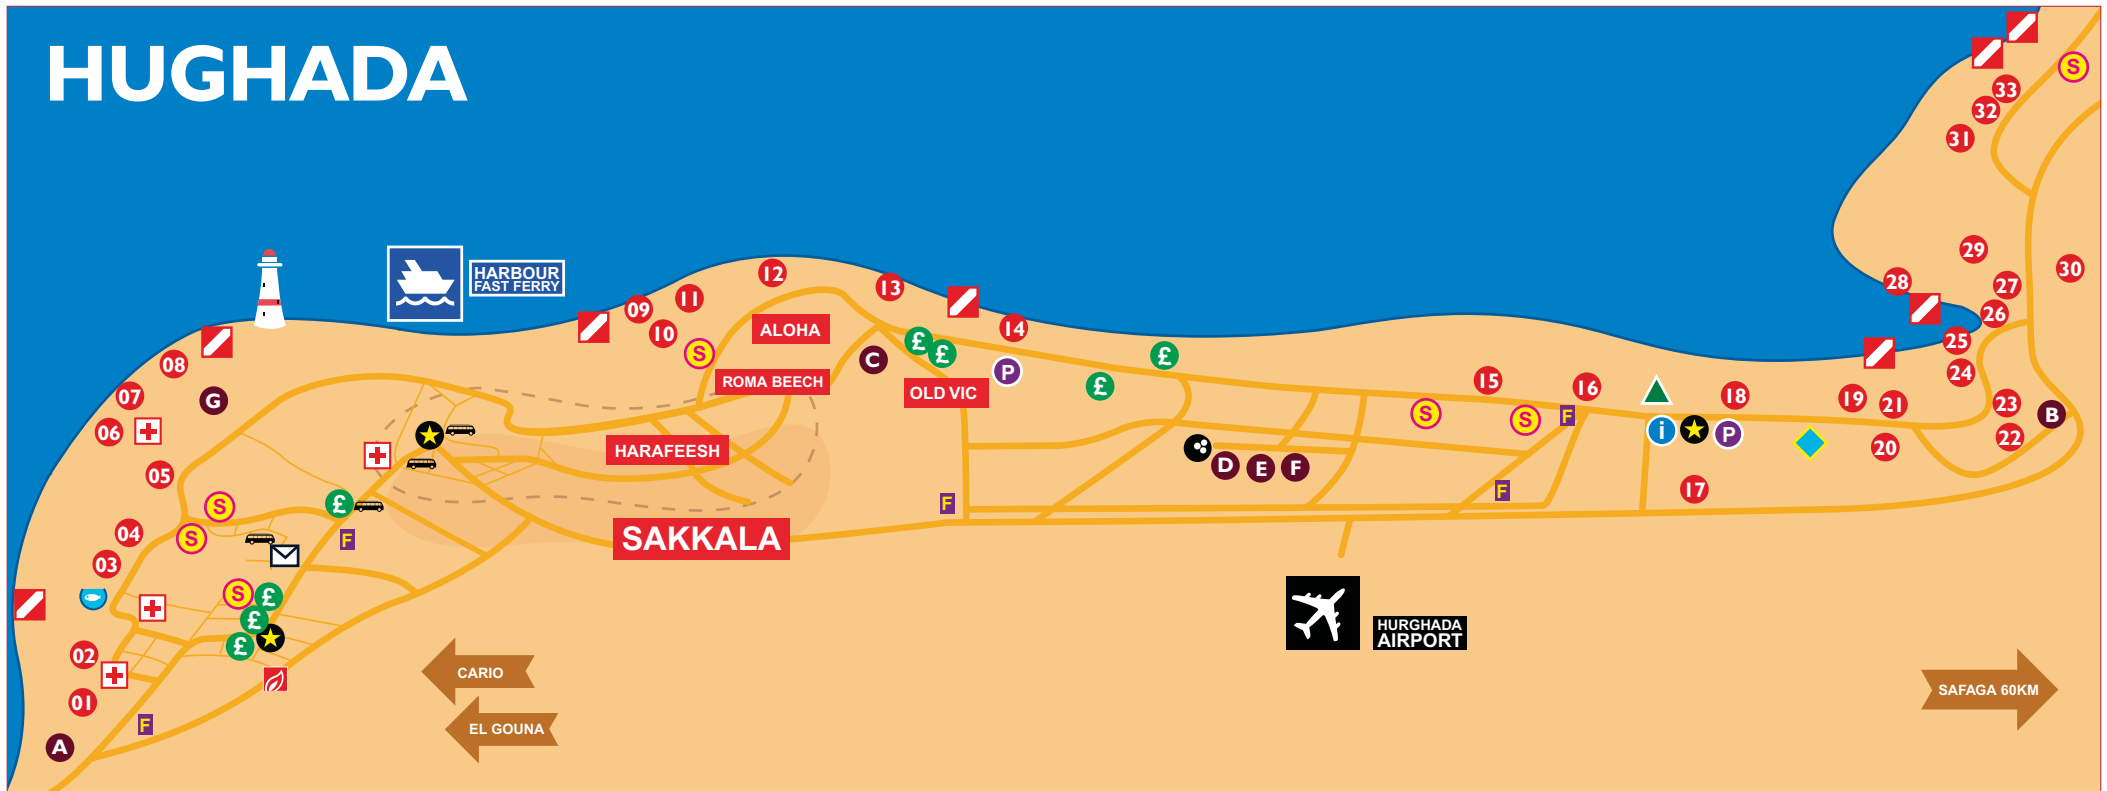 HUGHADA
S
33
32
31
29
30
28
27
26
25
24
23
B
22
HARBOUR
FAST FERRY
12
13
11
09
10
S
ALOHA
14
£
£
£
C
P
ROMA BEECH
OLD VIC
£
15
16
18
19
21
S
S
F
i
P
20
08
07
G
06
05
HARAFEESH
D
E
F
17
F
F
S
£
04
S
F
SAKKALA
03
S
£
£
£
02
01
F
A
HURGHADA
AIRPORT
CARIO
EL GOUNA
SAFAGA 60KM